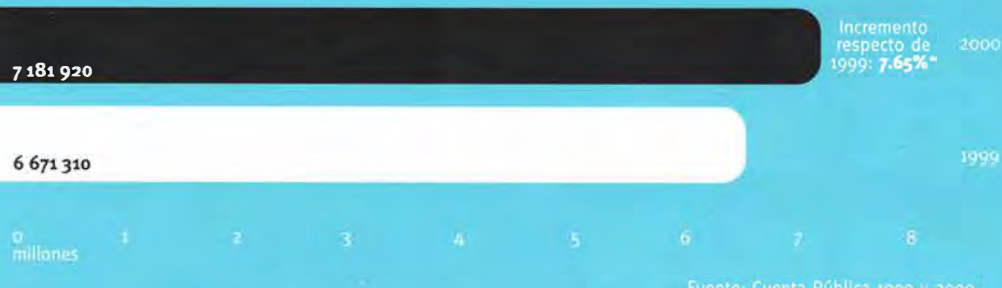 Incremento
respecto de
1999: 7.65%*
2000
7 181 920
6 671 310
1999
0 1 2 3 4 5 6 7 8
millones
Fuente: Cuenta Pública 1999 y 2000